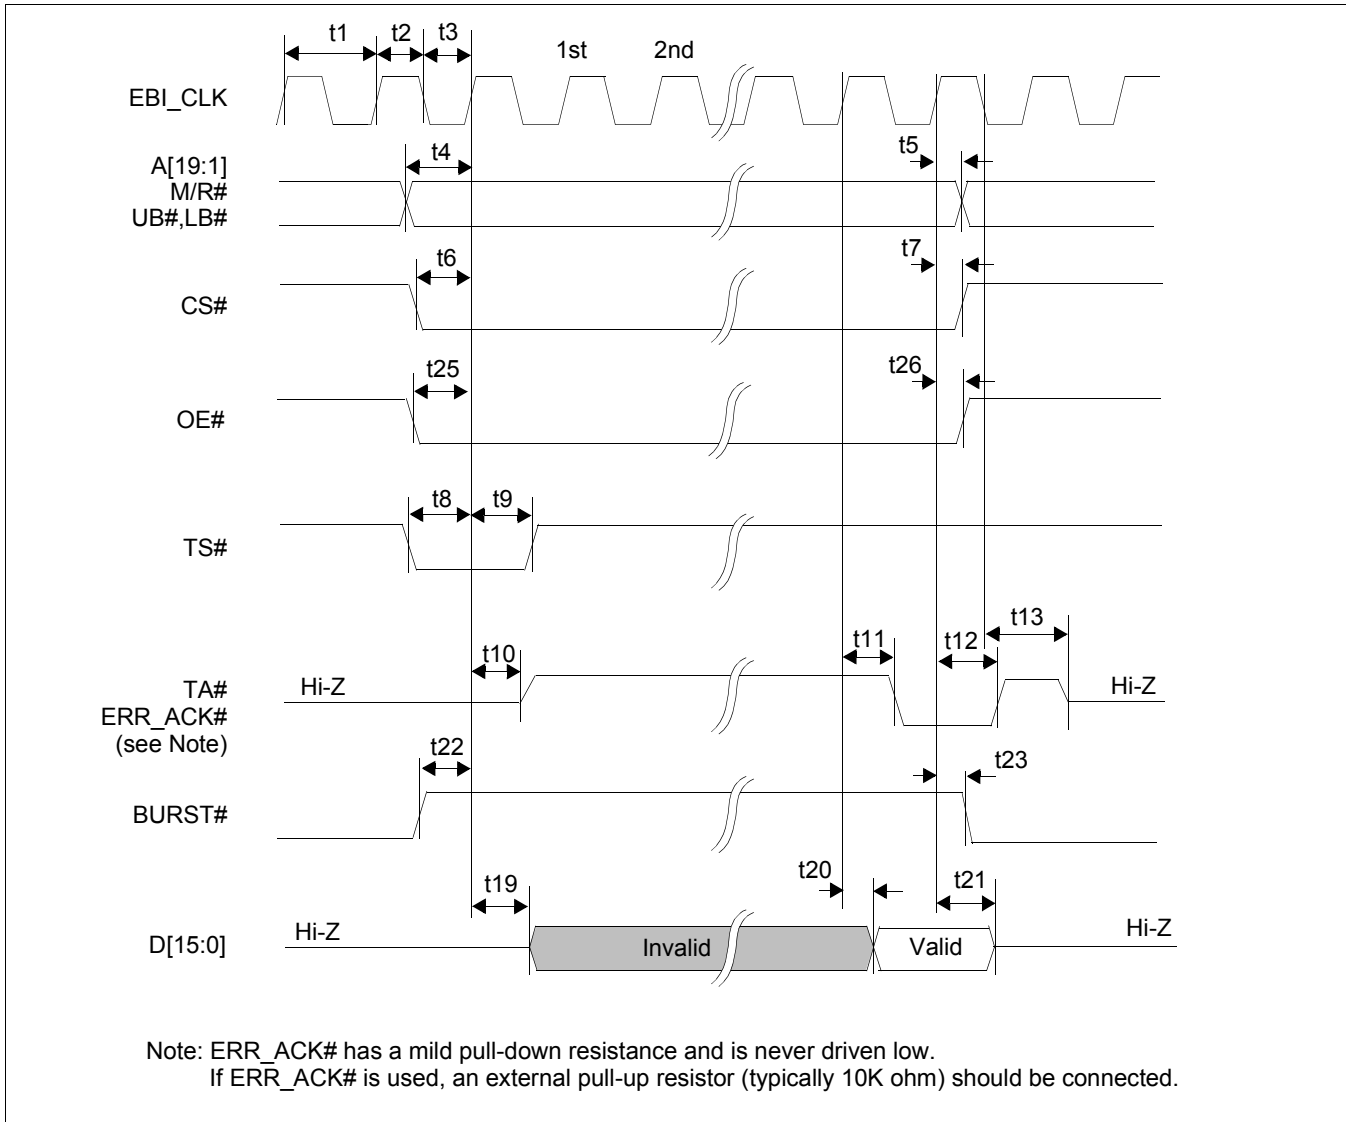 t1 t2 t3
1st 2nd
EBI_CLK
t4 t5
A[19:1]
M/R#
UB#,LB#
t6 t7
CS#
t25 t26
OE#
t8 t9
TS#
t10 t11 t12 t13
Hi-Z Hi-Z
TA#
ERR_ACK#
(see Note)
t22 t23
BURST#
t19 t20 t21
D[15:0] Hi-Z Invalid Valid Hi-Z
Note: ERR_ACK# has a mild pull-down resistance and is never driven low.
If ERR_ACK# is used, an external pull-up resistor (typically 10K ohm) should be connected.